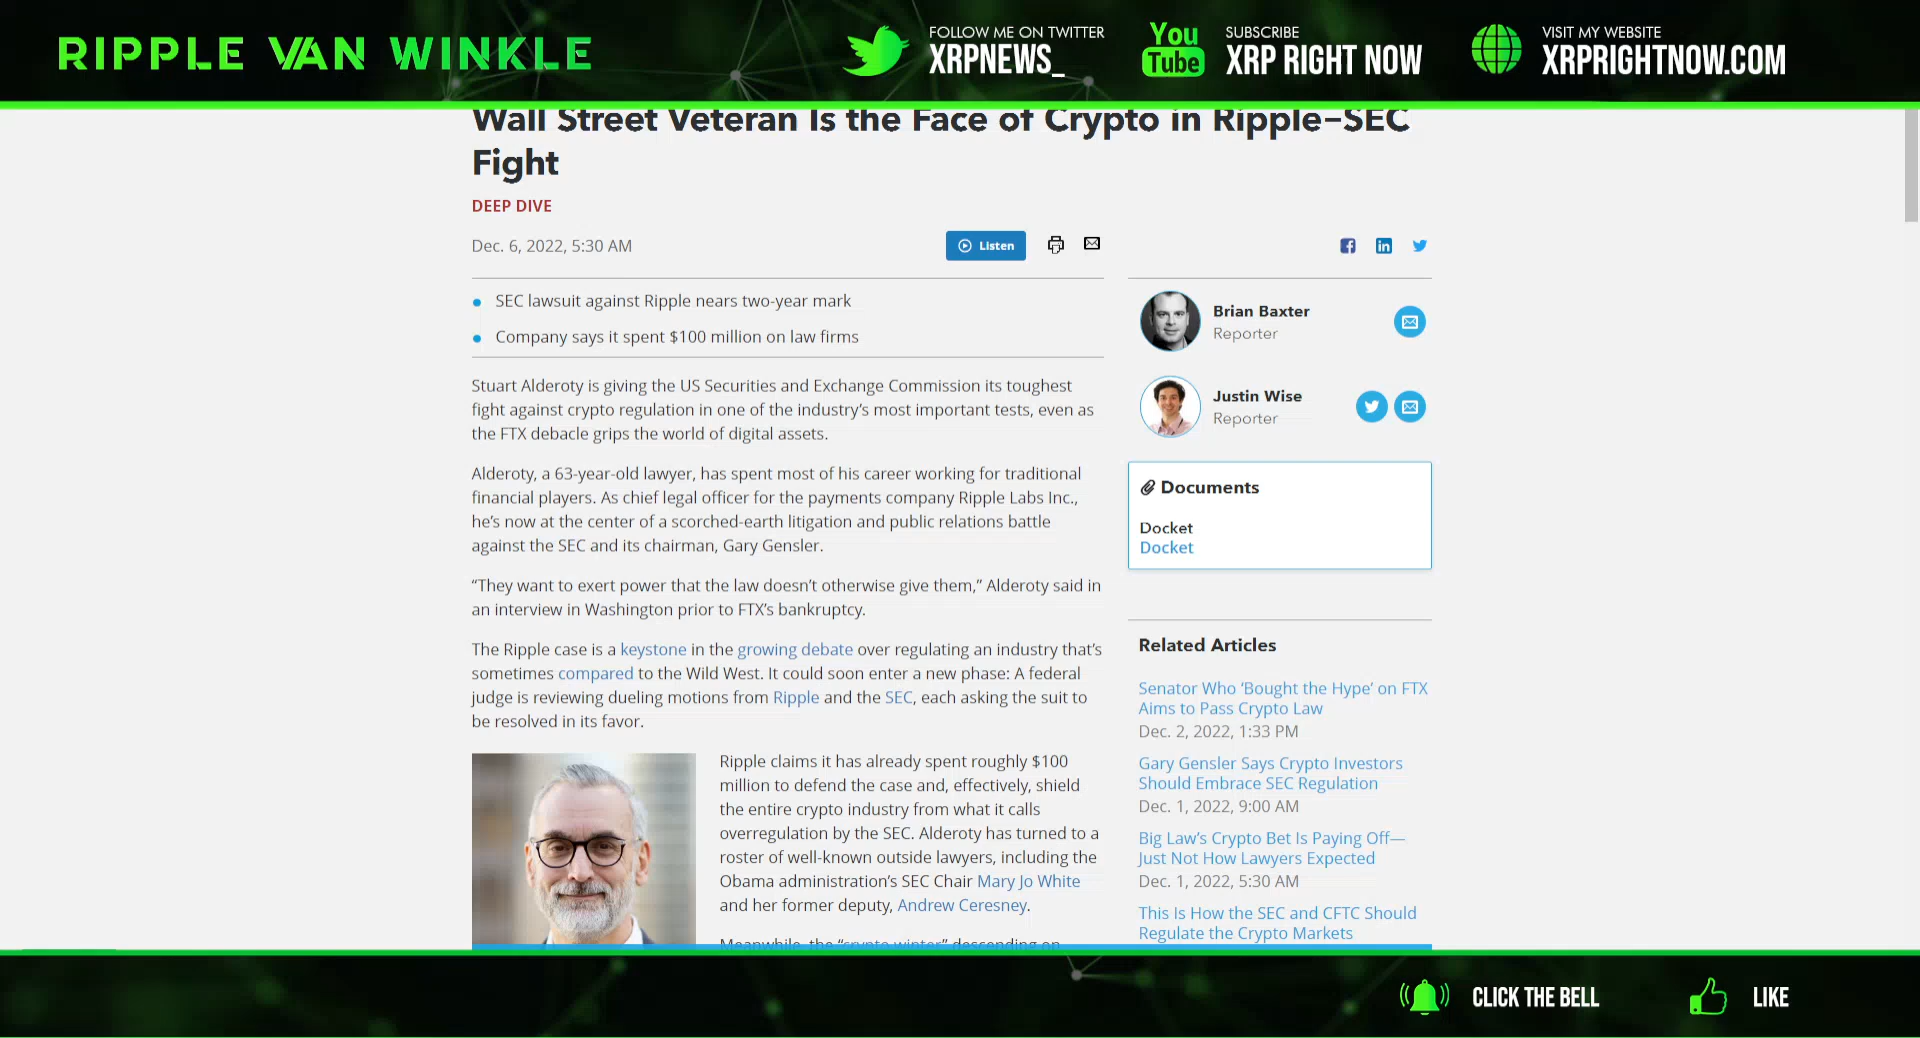 RIPPLE VAN WINKLE
FOLLOW ME ON TWITTER
XRPNEWS_
You
Tube
SUBSCRIBE
XRP RIGHT NOW
VISIT MY WEBSITE
XRPRIGHTNOW.COM
Wall Street Veteran Is the Face of Crypto in Ripple–SEC
Fight
DEEP DIVE
Dec. 6, 2022, 5:30 AM
Listen
SEC lawsuit against Ripple nears two-year mark
Company says it spent $100 million on law firms
Stuart Alderoty is giving the US Securities and Exchange Commission its toughest
fight against crypto regulation in one of the industry’s most important tests, even as
the FTX debacle grips the world of digital assets.
Alderoty, a 63-year-old lawyer, has spent most of his career working for traditional
financial players. As chief legal officer for the payments company Ripple Labs Inc.,
he’s now at the center of a scorched-earth litigation and public relations battle
against the SEC and its chairman, Gary Gensler.
“They want to exert power that the law doesn’t otherwise give them,” Alderoty said in
an interview in Washington prior to FTX’s bankruptcy.
The Ripple case is a keystone in the growing debate over regulating an industry that’s
sometimes compared to the Wild West. It could soon enter a new phase: A federal
judge is reviewing dueling motions from Ripple and the SEC, each asking the suit to
be resolved in its favor.
Ripple claims it has already spent roughly $100
million to defend the case and, effectively, shield
the entire crypto industry from what it calls
overregulation by the SEC. Alderoty has turned to a
roster of well-known outside lawyers, including the
Obama administration’s SEC Chair Mary Jo White
and her former deputy, Andrew Ceresney.
Meanwhile, the “crypto winter” descending on
Brian Baxter
Reporter
Justin Wise
Reporter
Documents
Docket
Docket
Related Articles
Senator Who ‘Bought the Hype’ on FTX
Aims to Pass Crypto Law
Dec. 2, 2022, 1:33 PM
Gary Gensler Says Crypto Investors
Should Embrace SEC Regulation
Dec. 1, 2022, 9:00 AM
Big Law’s Crypto Bet Is Paying Off—
Just Not How Lawyers Expected
Dec. 1, 2022, 5:30 AM
This Is How the SEC and CFTC Should
Regulate the Crypto Markets
CLICK THE BELL
LIKE